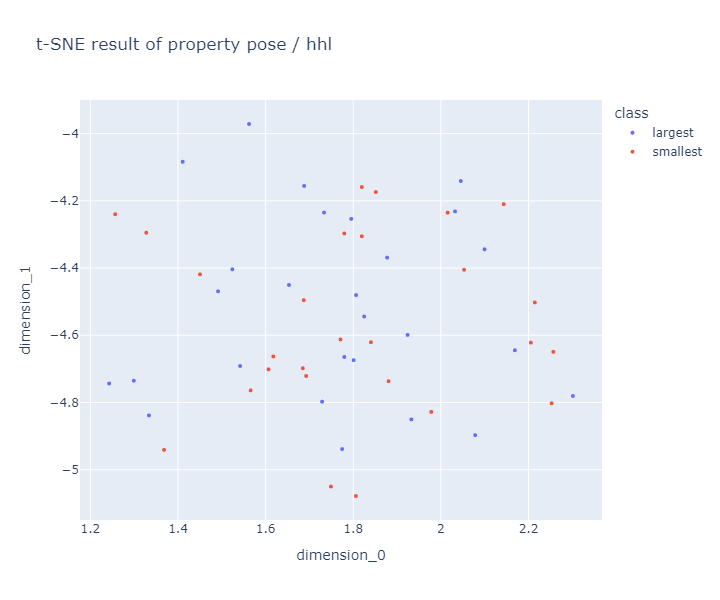 t-SNE result of property pose / hhl
class
largest
smallest
−4
−4.2
−4.4
−4.6
−4.8
−5
dimension_1
1.2
1.4
1.6
1.8
2
2.2
dimension_0